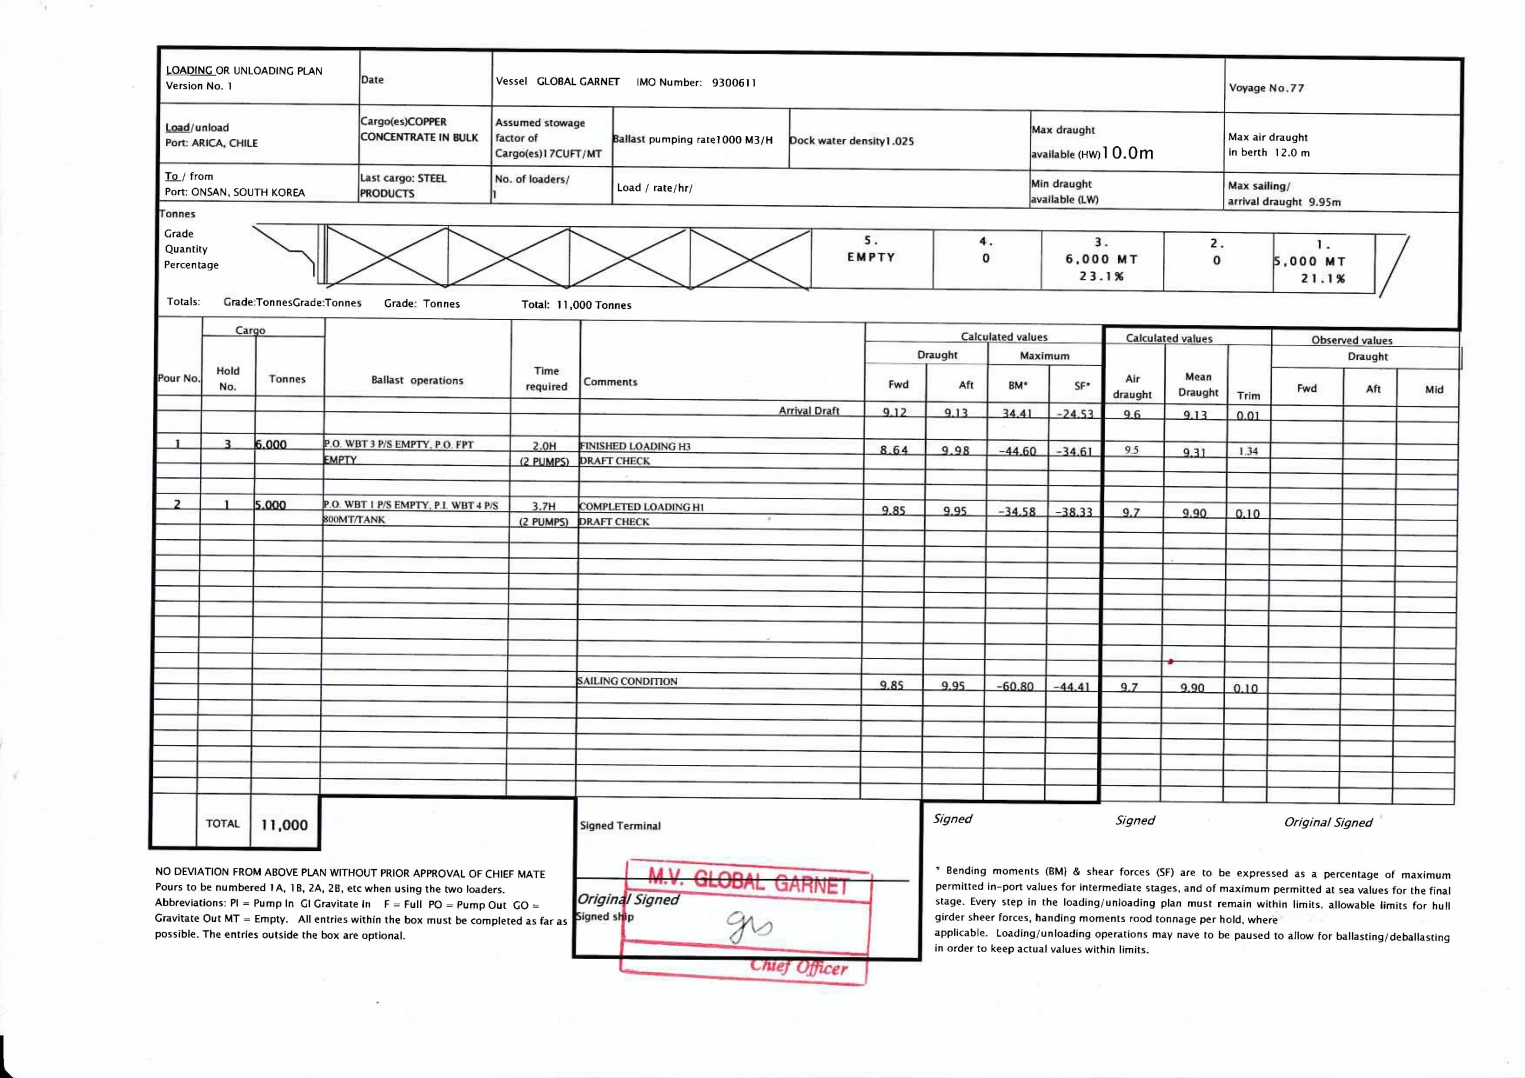 LOADING OR UNLOADING PLAN
Version No. 1
Date
Vessel GLOBAL GARNET IMO Number: 9300611
Voyage No.77
Load/unload
Port: ARICA, CHILE
Cargo(es)COPPER
CONCENTRATE IN BULK
Assumed stowage
factor of
Cargo(es)17CUFT/MT
Ballast pumping rate1000 M3/H
Dock water density1.025
Max draught
available (HW)10.0m
Max air draught
in berth 12.0 m
To / from
Port: ONSAN, SOUTH KOREA
Last cargo: STEEL
PRODUCTS
No. of loaders/
1
Load / rate/hr/
Min draught
available (LW)
Max sailing/
arrival draught 9.95m
Tonnes
Grade
Quantity
Percentage
5.
EMPTY
4.
0
3.
6,000 MT
23.1%
2.
0
1.
5,000 MT
21.1%
Totals: Grade:TonnesGrade:Tonnes Grade: Tonnes Total: 11,000 Tonnes
Cargo
Calculated values
Calculated values
Observed values
Draught Maximum
Draught
Pour No.
Hold
No.
Tonnes
Ballast operations
Time
required
Comments
Fwd Aft BM* SF*
Air
draught
Mean
Draught
Trim
Fwd Aft Mid
Arrival Draft 9.12 9.13 34.41 -24.53 9.6 9.13 0.01
1 3 6.000 P.O. WBT 3 P/S EMPTY, P.O. FPT 2.0H FINISHED LOADING H3 8.64 9.98 -44.60 -34.61 9.5 9.31 1.34
EMPTY (2 PUMPS) DRAFT CHECK
2 1 5.000 P.O. WBT 1 P/S EMPTY, P.I. WBT 4 P/S 3.7H COMPLETED LOADING H1 9.85 9.95 -34.58 -38.33 9.7 9.90 0.10
800MT/TANK (2 PUMPS) DRAFT CHECK
SAILING CONDITION 9.85 9.95 -60.80 -44.41 9.7 9.90 0.10
TOTAL 11,000
Signed Terminal
Signed
Signed
Original Signed
M.V. GLOBAL GARNET
Original Signed
Signed ship
Chief Officer
NO DEVIATION FROM ABOVE PLAN WITHOUT PRIOR APPROVAL OF CHIEF MATE
Pours to be numbered 1A, 1B, 2A, 2B, etc when using the two loaders.
Abbreviations: PI = Pump In GI Gravitate In F = Full PO = Pump Out GO =
Gravitate Out MT = Empty. All entries within the box must be completed as far as
possible. The entries outside the box are optional.
* Bending moments (BM) & shear forces (SF) are to be expressed as a percentage of maximum
permitted in-port values for intermediate stages, and of maximum permitted at sea values for the final
stage. Every step in the loading/unloading plan must remain within limits. allowable limits for hull
girder sheer forces, handing moments rood tonnage per hold, where
applicable. Loading/unloading operations may nave to be paused to allow for ballasting/deballasting
in order to keep actual values within limits.